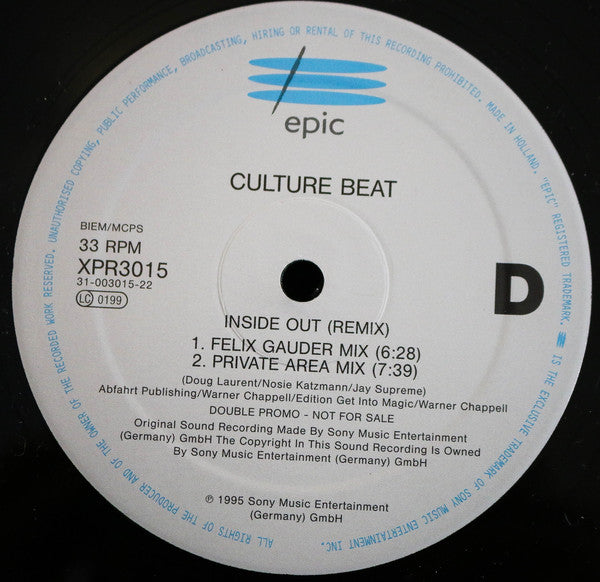 epic
CULTURE BEAT
BIEM/MCPS
33 RPM
XPR3015
31-003015-22
LC 0199
D
INSIDE OUT (REMIX)
1. FELIX GAUDER MIX (6:28)
2. PRIVATE AREA MIX (7:39)
(Doug Laurent/Nosie Katzmann/Jay Supreme)
Abfahrt Publishing/Warner Chappell/Edition Get Into Magic/Warner Chappell
DOUBLE PROMO - NOT FOR SALE
Original Sound Recording Made By Sony Music Entertainment
(Germany) GmbH The Copyright In This Sound Recording Is Owned
By Sony Music Entertainment (Germany) GmbH
℗ 1995 Sony Music Entertainment
(Germany) GmbH
ALL RIGHTS OF THE PRODUCER AND OF THE OWNER OF THE RECORDED WORK RESERVED. UNAUTHORISED COPYING, PUBLIC PERFORMANCE, BROADCASTING, HIRING OR RENTAL OF THIS RECORDING PROHIBITED. MADE IN HOLLAND. "EPIC" REGISTERED TRADEMARK. IS THE EXCLUSIVE TRADEMARK OF SONY MUSIC ENTERTAINMENT INC.